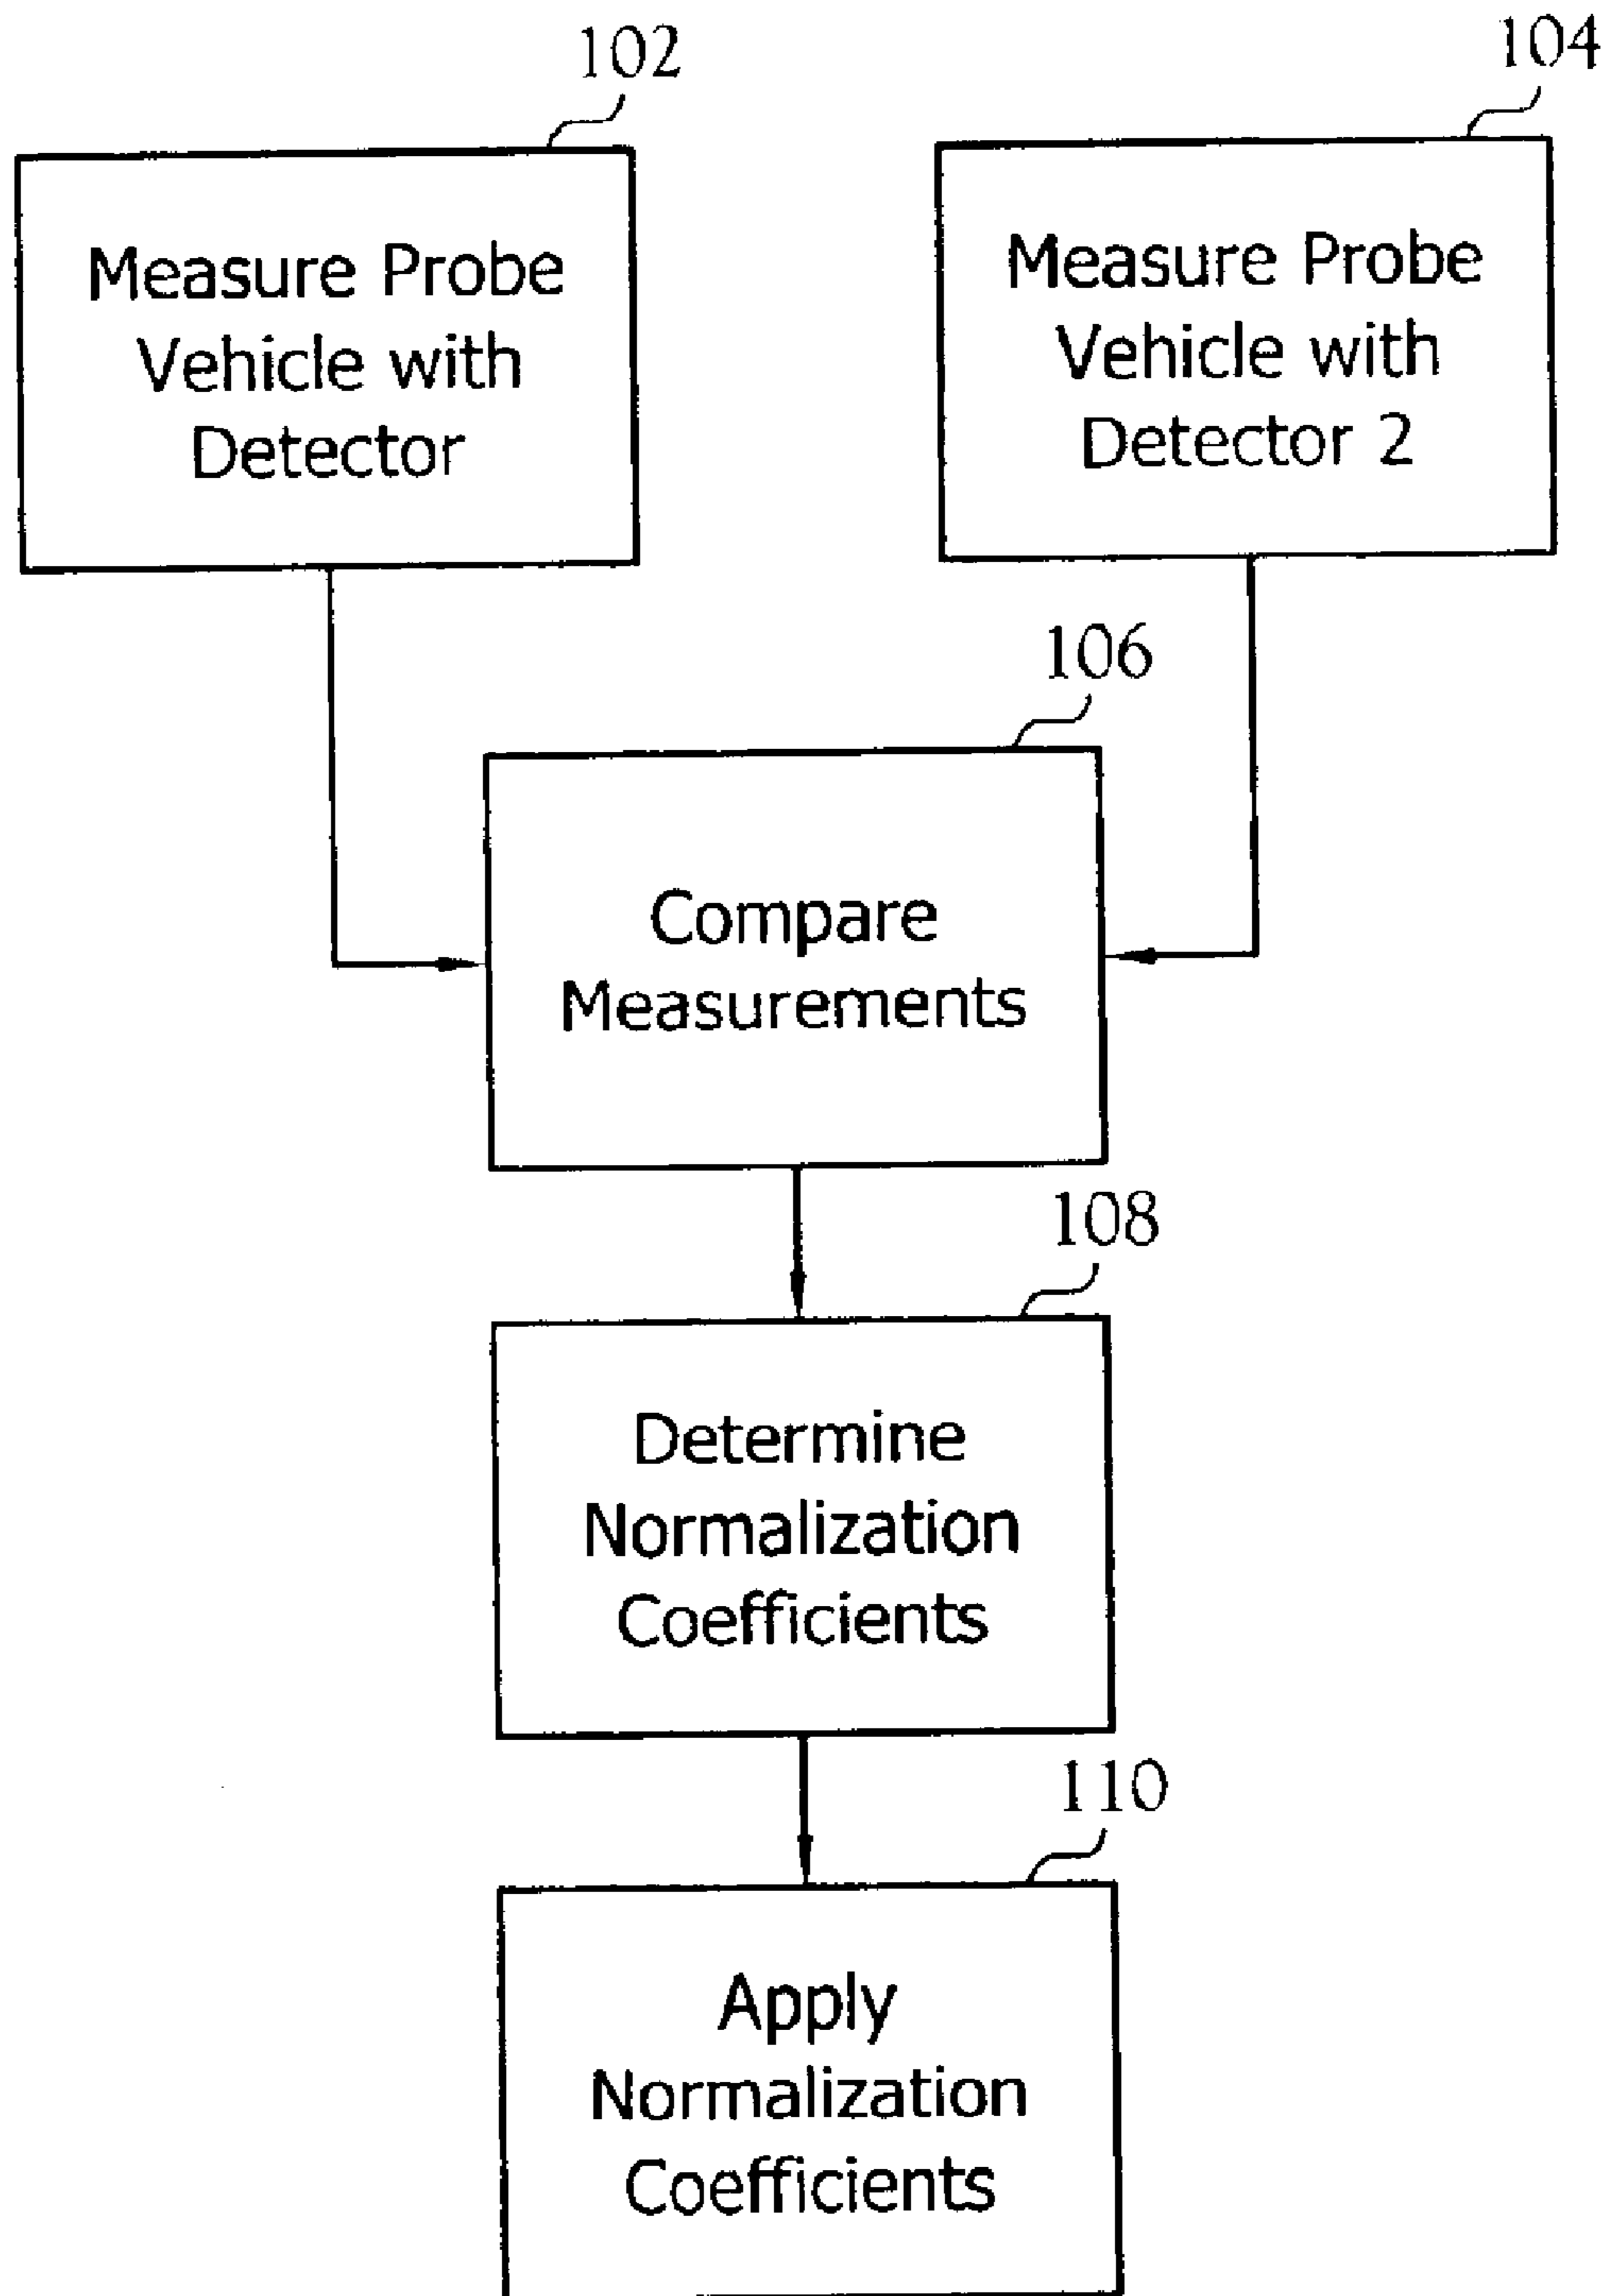 102
104
Measure Probe
Vehicle with
Detector
Measure Probe
Vehicle with
Detector 2
106
Compare
Measurements
108
Determine
Normalization
Coefficients
110
Apply
Normalization
Coefficients